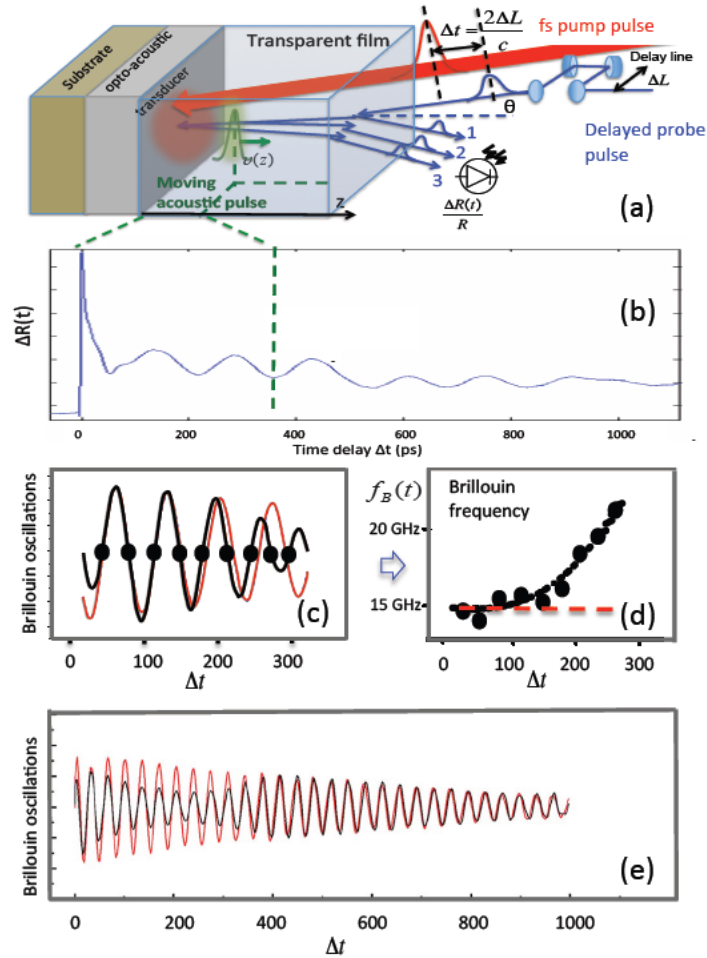 Substrate
opto-acoustic
transducer
Transparent film
Δt = 2ΔL/c
fs pump pulse
Delay line
ΔL
θ
Delayed probe
pulse
1
2
3
υ(z)
Moving
acoustic pulse
z
ΔR(t)/R
(a)
ΔR(t)
(b)
0 200 400 600 800 1000
Time delay Δt (ps)
Brillouin oscillations
(c)
0 100 200 300
Δt
f_B(t)
Brillouin
frequency
20 GHz
15 GHz
(d)
0 100 200 300
Δt
Brillouin oscillations
(e)
0 200 400 600 800 1000
Δt